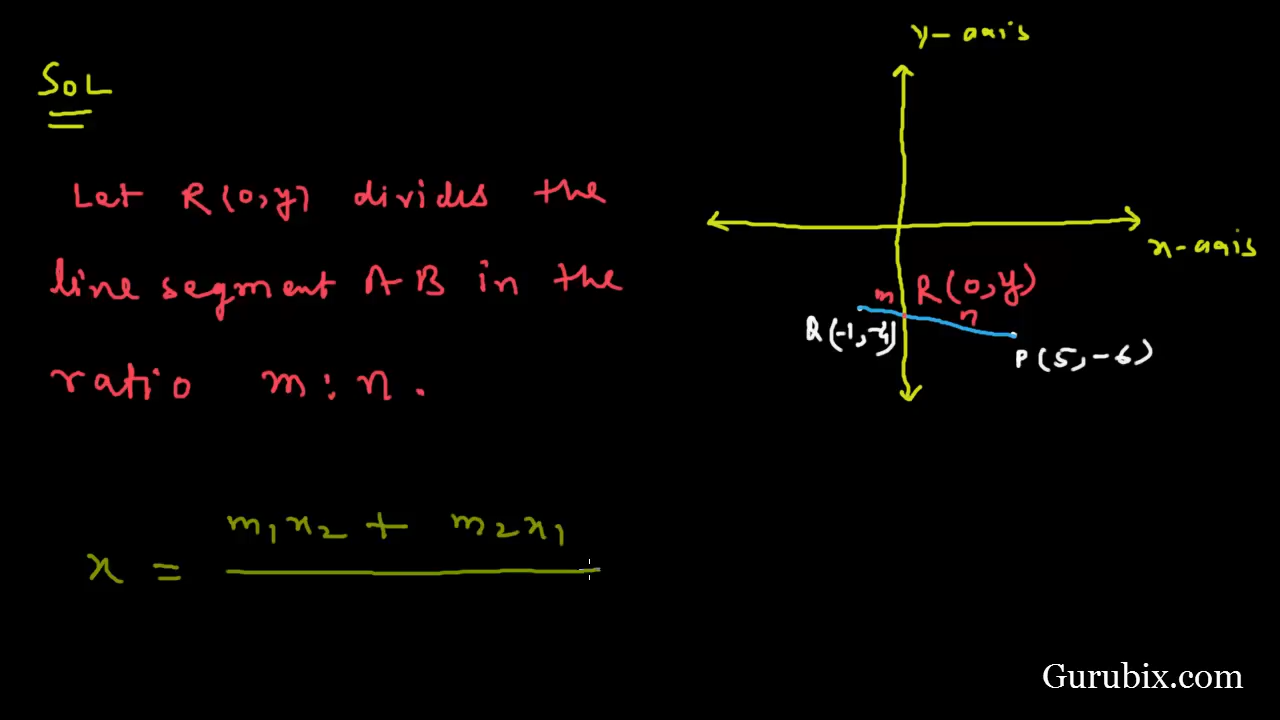 y-axis
SOL
Let R(0,y) divides the
line segment AB in the
ratio m:n.
x-axis
m R(0,y)
n
R(-1,-4)
P(5,-6)
m₁x₂ + m₂x₁
x =
Gurubix.com